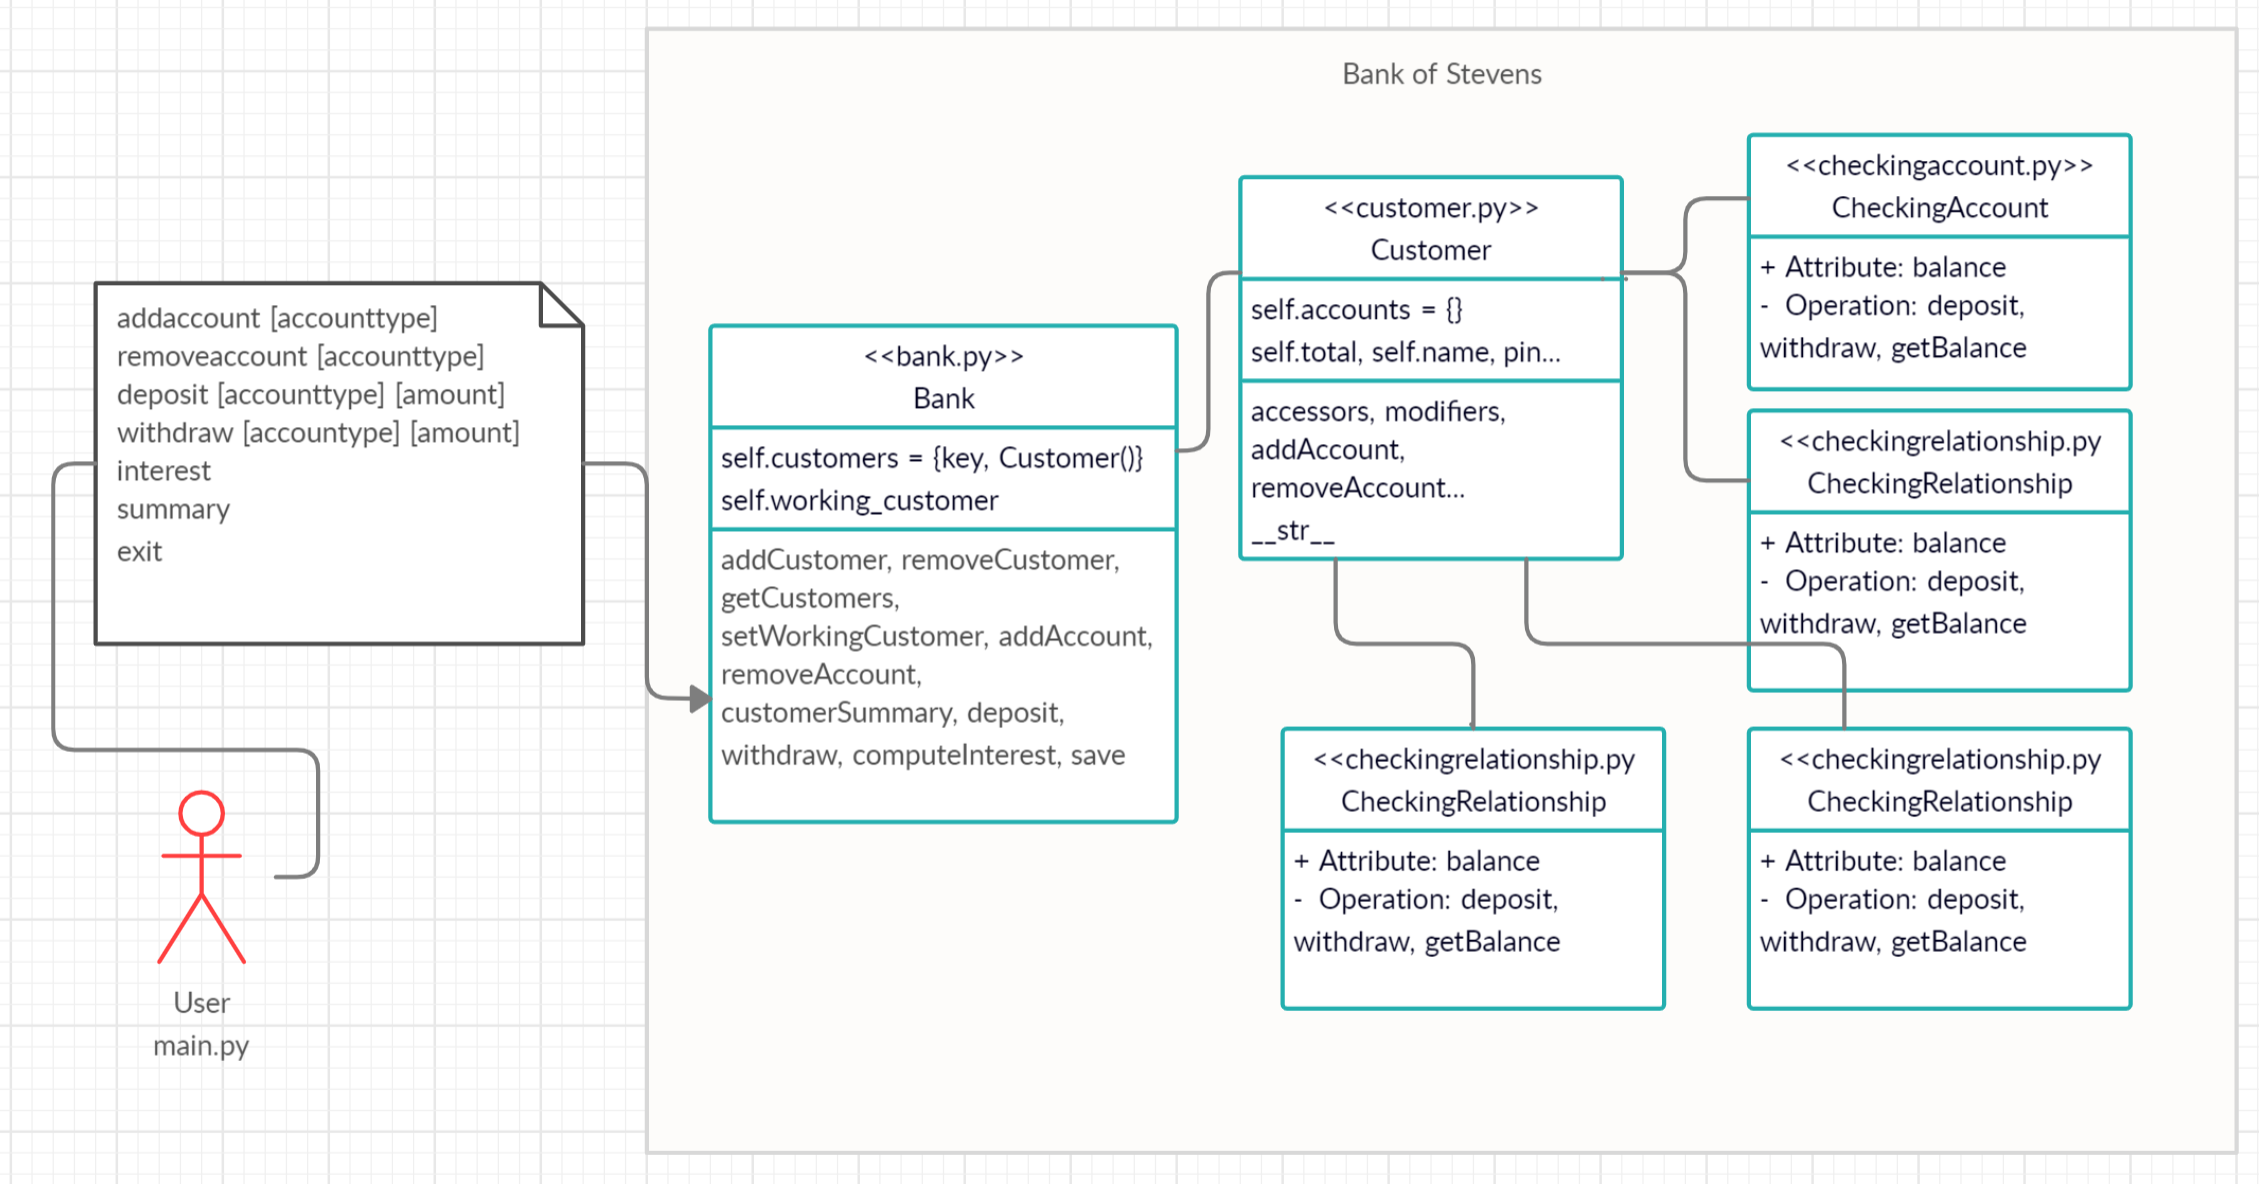 Bank of Stevens
addaccount [accounttype]
removeaccount [accounttype]
deposit [accounttype] [amount]
withdraw [accountype] [amount]
interest
summary
exit
User
main.py
<<bank.py>>
Bank
self.customers = {key, Customer()}
self.working_customer
addCustomer, removeCustomer,
getCustomers,
setWorkingCustomer, addAccount,
removeAccount,
customerSummary, deposit,
withdraw, computeInterest, save
<<customer.py>>
Customer
self.accounts = {}
self.total, self.name, pin...
accessors, modifiers,
addAccount,
removeAccount...
__str__
<<checkingaccount.py>>
CheckingAccount
+ Attribute: balance
- Operation: deposit,
withdraw, getBalance
<<checkingrelationship.py
CheckingRelationship
+ Attribute: balance
- Operation: deposit,
withdraw, getBalance
<<checkingrelationship.py
CheckingRelationship
+ Attribute: balance
- Operation: deposit,
withdraw, getBalance
<<checkingrelationship.py
CheckingRelationship
+ Attribute: balance
- Operation: deposit,
withdraw, getBalance